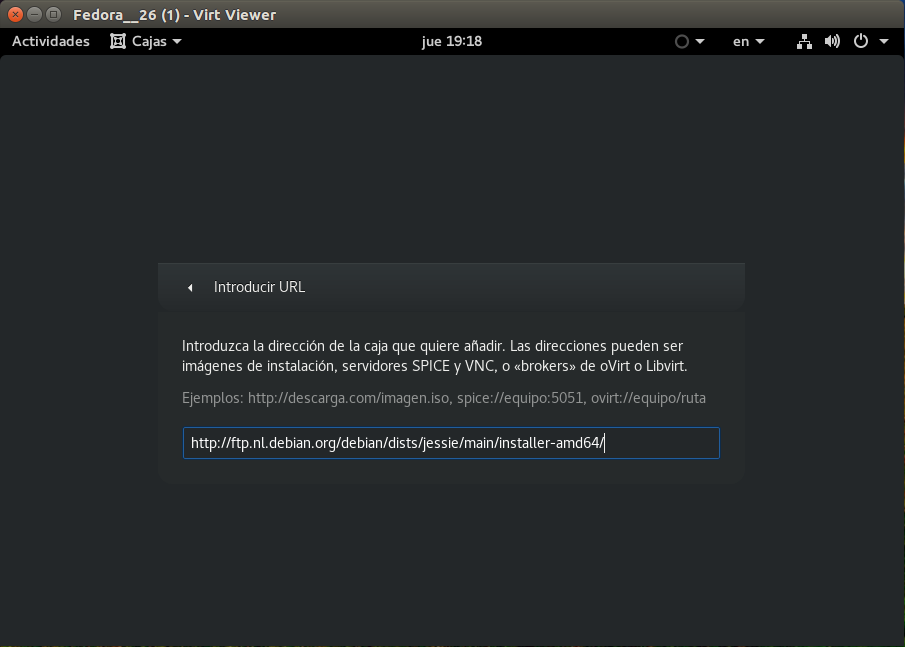 Fedora__26 (1) - Virt Viewer
Actividades Cajas jue 19:18 en
Introducir URL
Introduzca la dirección de la caja que quiere añadir. Las direcciones pueden ser
imágenes de instalación, servidores SPICE y VNC, o «brokers» de oVirt o Libvirt.
Ejemplos: http://descarga.com/imagen.iso, spice://equipo:5051, ovirt://equipo/ruta
http://ftp.nl.debian.org/debian/dists/jessie/main/installer-amd64/